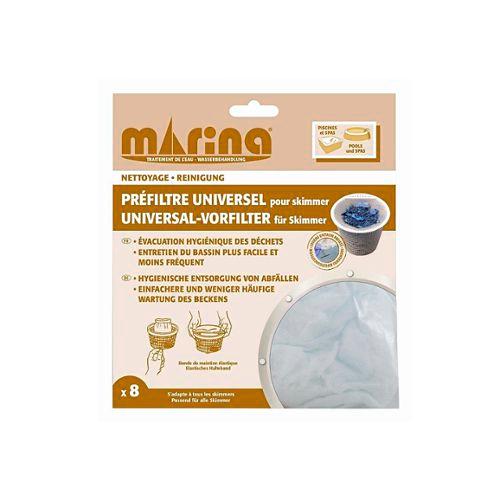 marina®
TRAITEMENT DE L'EAU - WASSERBEHANDLUNG
PISCINES
et SPAS
POOLS
und SPAS
NETTOYAGE • REINIGUNG
PRÉFILTRE UNIVERSEL pour skimmer
UNIVERSAL-VORFILTER für Skimmer
FR • ÉVACUATION HYGIÉNIQUE DES DÉCHETS
• ENTRETIEN DU BASSIN PLUS FACILE ET
MOINS FRÉQUENT
• HYGIENISCHE ENTSORGUNG VON ABFÄLLEN
• EINFACHERE UND WENIGER HÄUFIGE
WARTUNG DES BECKENS
Bande de maintien élastique
Elastisches Halteband
x 8
S'adapte à tous les skimmers
Passend für alle Skimmer